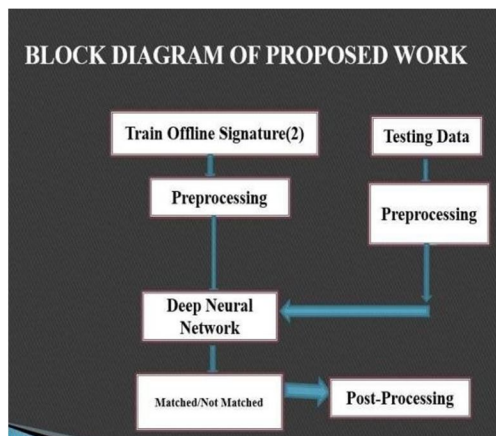 BLOCK DIAGRAM OF PROPOSED WORK
Train Offline Signature(2)
Testing Data
Preprocessing
Preprocessing
Deep Neural
Network
Matched/Not Matched
Post-Processing